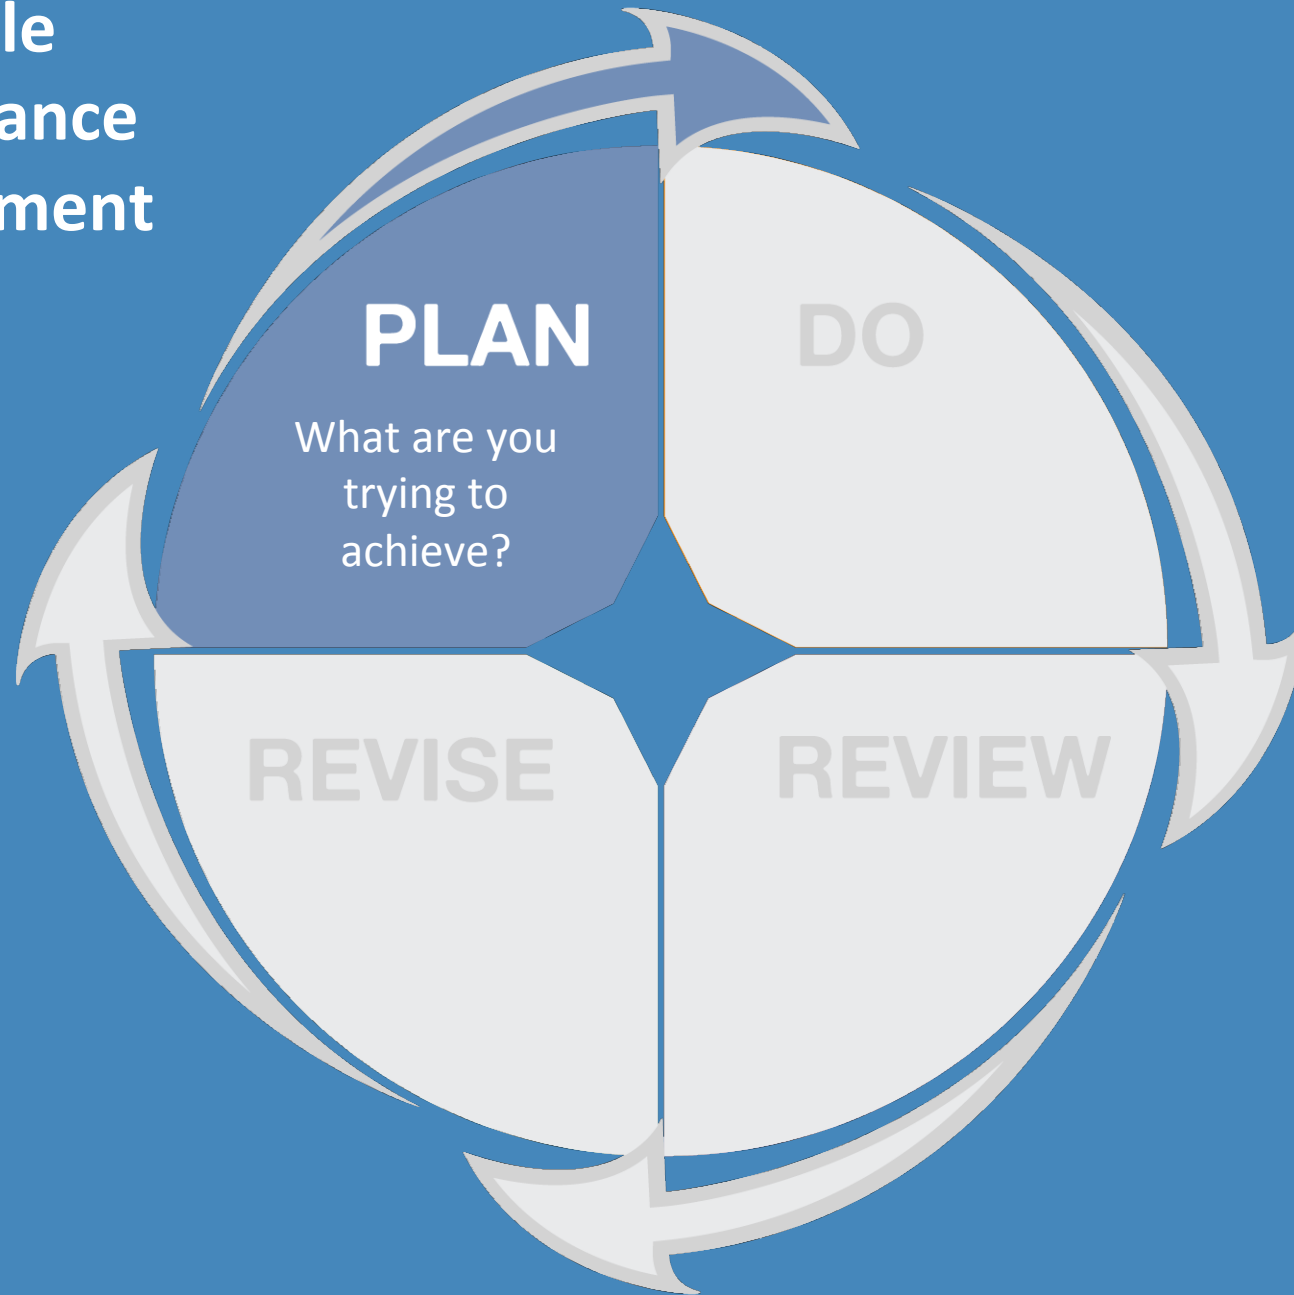 le
ance
ment
PLAN
DO
What are you
trying to
achieve?
REVISE
REVIEW